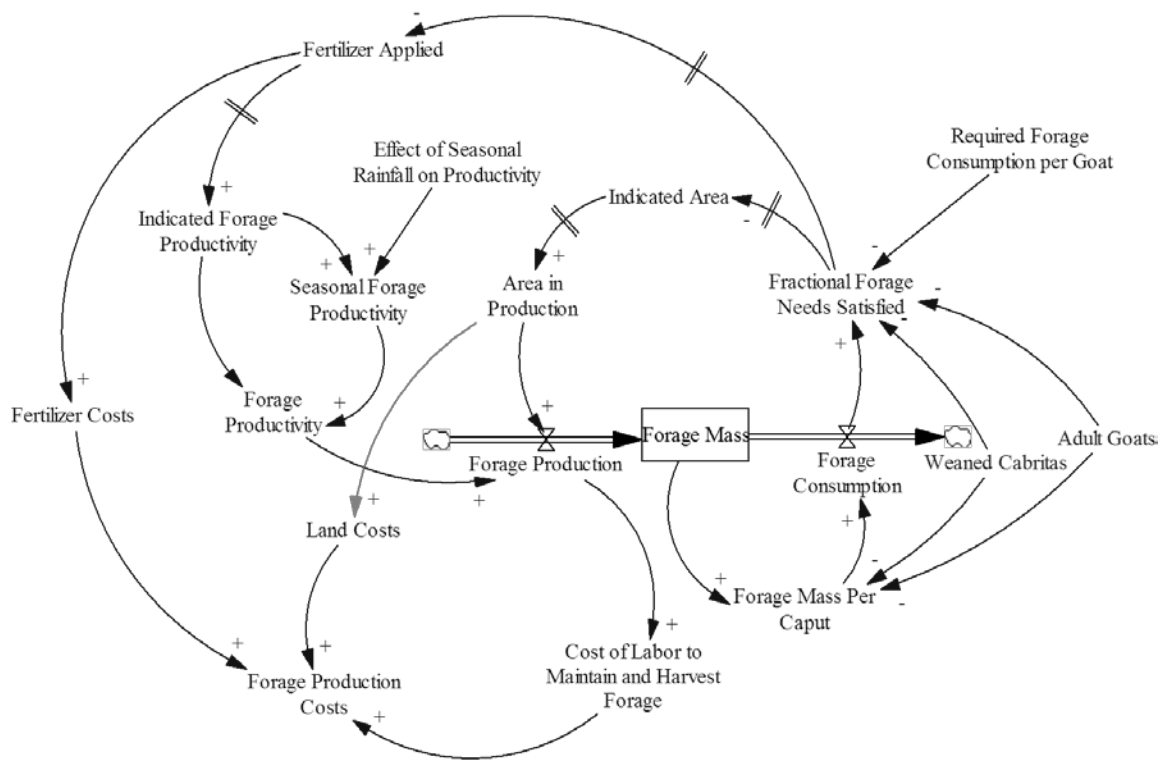 Fertilizer Applied
Effect of Seasonal
Rainfall on Productivity
Required Forage
Consumption per Goat
Indicated Area
Indicated Forage
Productivity
Seasonal Forage
Productivity
Area in
Production
Fractional Forage
Needs Satisfied
Fertilizer Costs
Forage
Productivity
Forage Mass
Forage Production
Forage
Consumption
Weaned Cabritas
Adult Goats
Land Costs
Forage Mass Per
Caput
Cost of Labor to
Maintain and Harvest
Forage
Forage Production
Costs